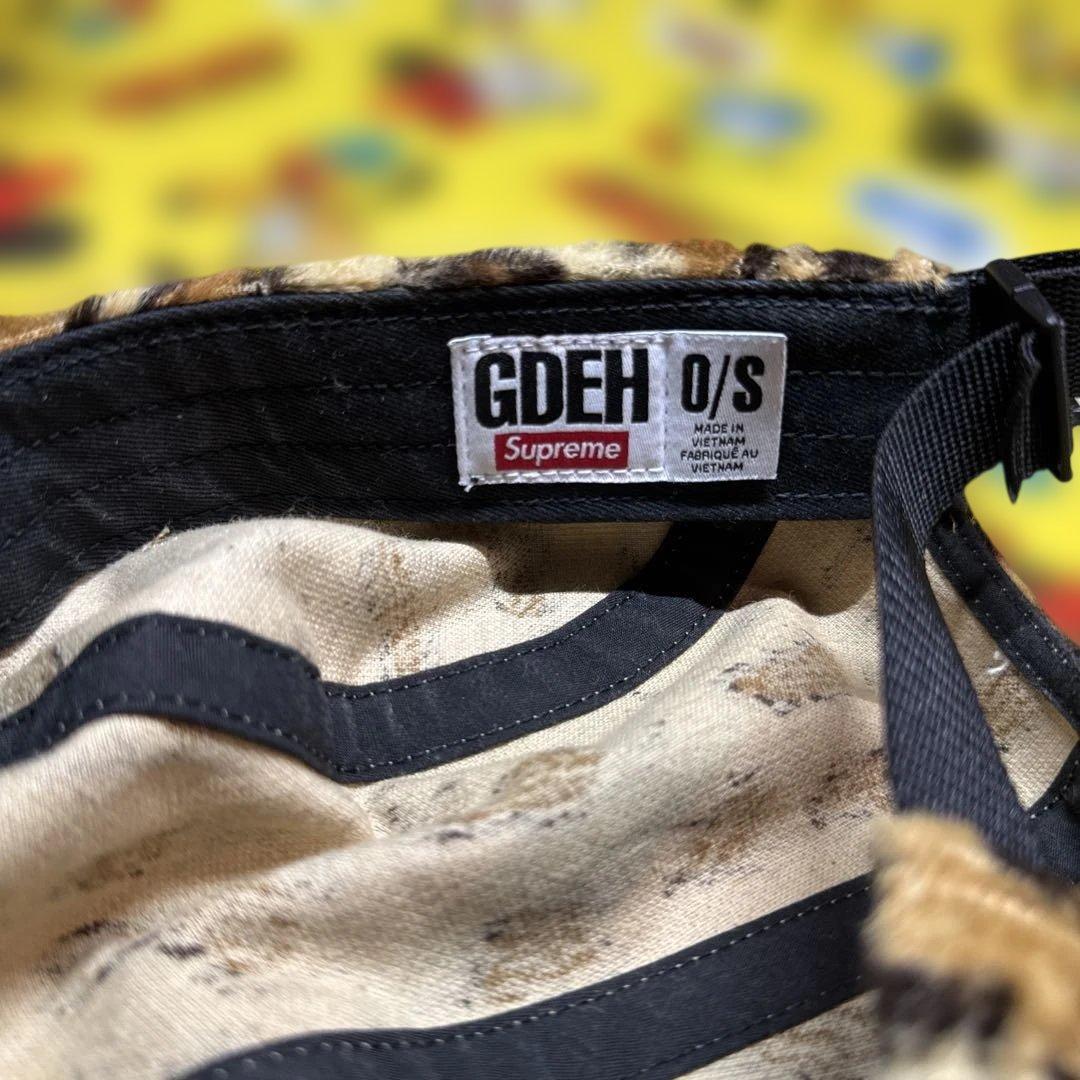 GDEH
Supreme
O/S
MADE IN
VIETNAM
FABRIQUÉ AU
VIETNAM